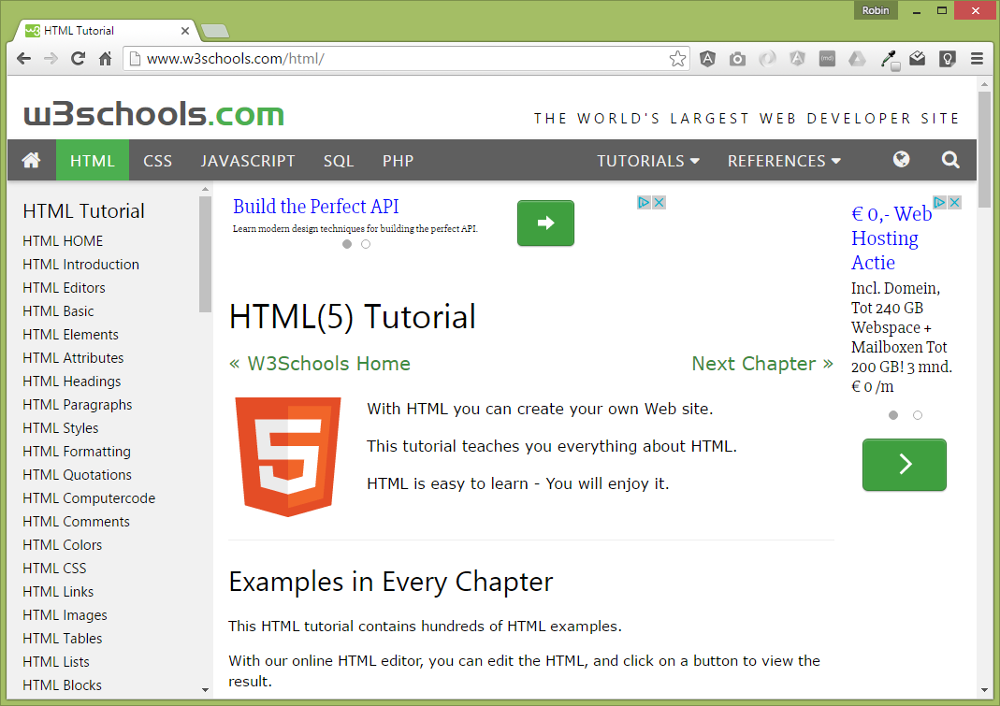 Robin
HTML Tutorial
www.w3schools.com/html/
{md}
w3schools.com
THE WORLD'S LARGEST WEB DEVELOPER SITE
HTML CSS JAVASCRIPT SQL PHP TUTORIALS REFERENCES
HTML Tutorial
HTML HOME
HTML Introduction
HTML Editors
HTML Basic
HTML Elements
HTML Attributes
HTML Headings
HTML Paragraphs
HTML Styles
HTML Formatting
HTML Quotations
HTML Computercode
HTML Comments
HTML Colors
HTML CSS
HTML Links
HTML Images
HTML Tables
HTML Lists
HTML Blocks
Build the Perfect API
Learn modern design techniques for building the perfect API.
HTML(5) Tutorial
« W3Schools Home Next Chapter »
5
With HTML you can create your own Web site.
This tutorial teaches you everything about HTML.
HTML is easy to learn - You will enjoy it.
Examples in Every Chapter
This HTML tutorial contains hundreds of HTML examples.
With our online HTML editor, you can edit the HTML, and click on a button to view the
result.
€ 0,- Web
Hosting
Actie
Incl. Domein,
Tot 240 GB
Webspace +
Mailboxen Tot
200 GB! 3 mnd.
€ 0 /m